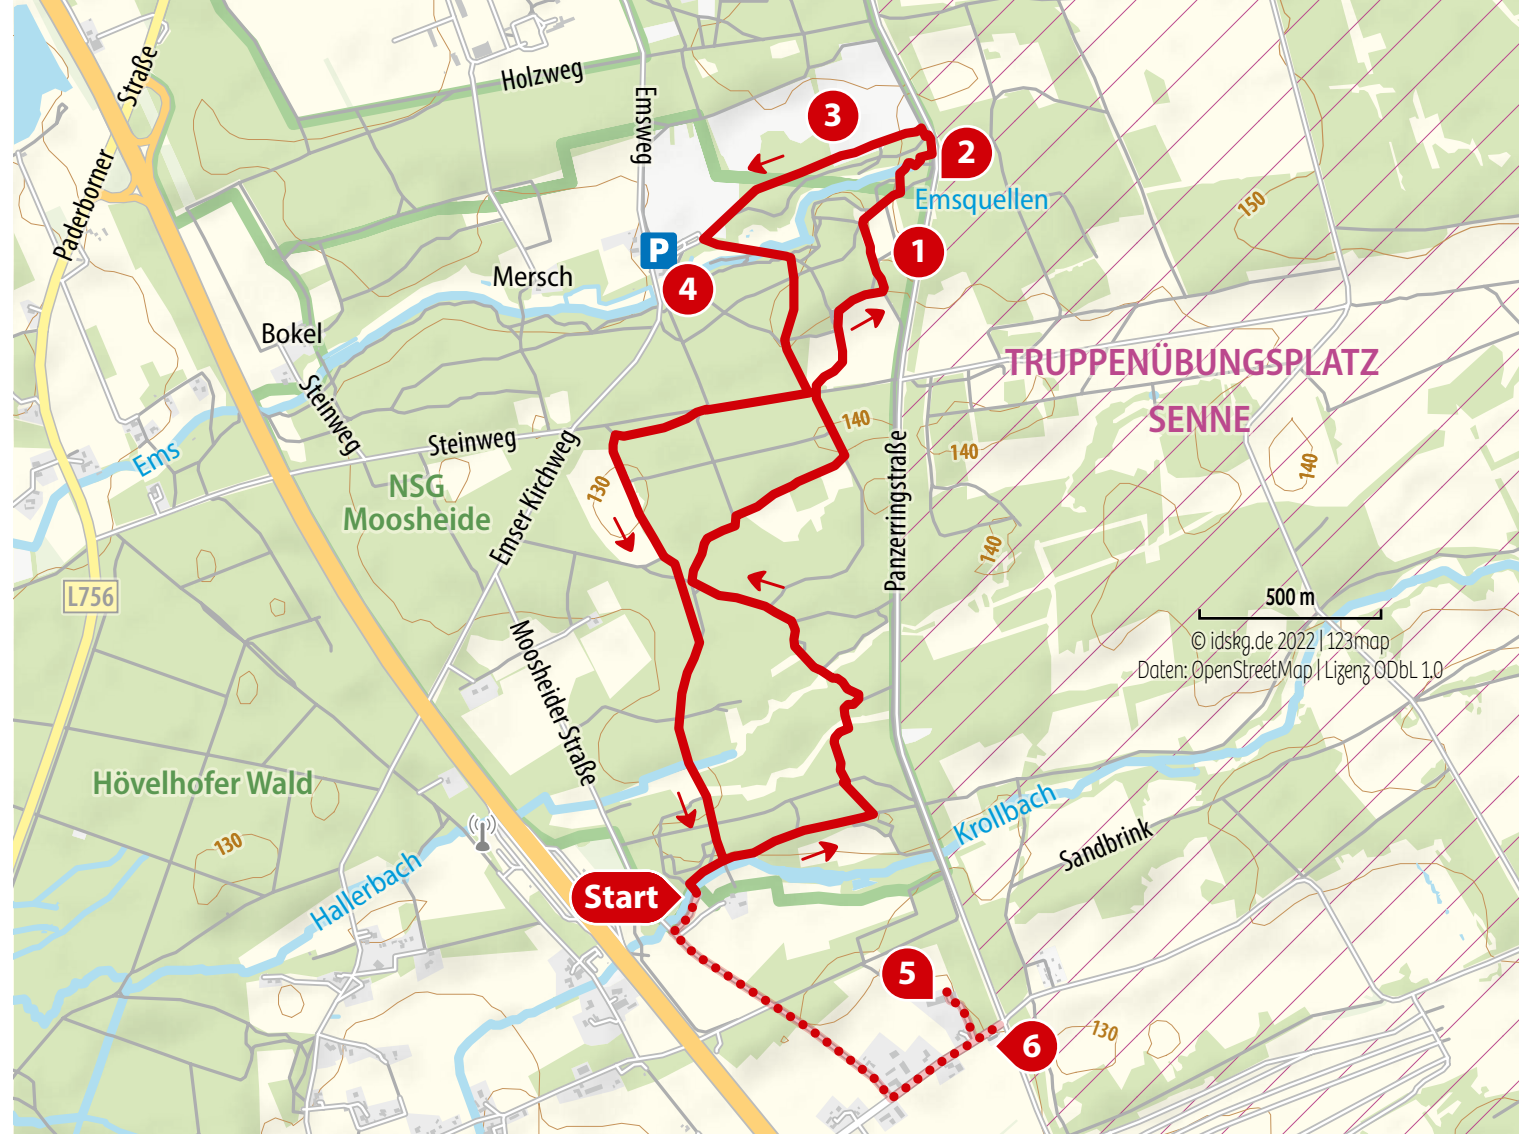 Straße
Paderborner
Holzweg
Emsweg
3
2
Emsquellen
150
1
P
4
Mersch
Bokel
Steinweg
Steinweg
Ems
NSG
Moosheide
Emser Kirchweg
130
140
TRUPPENÜBUNGSPLATZ
SENNE
140
140
140
Panzerringstraße
L756
500 m
© idskg.de 2022 | 123map
Daten: OpenStreetMap | Lizenz ODbL 1.0
Moosheider Straße
Hövelhofer Wald
130
Hallerbach
Krollbach
Sandbrink
Start
5
6
130